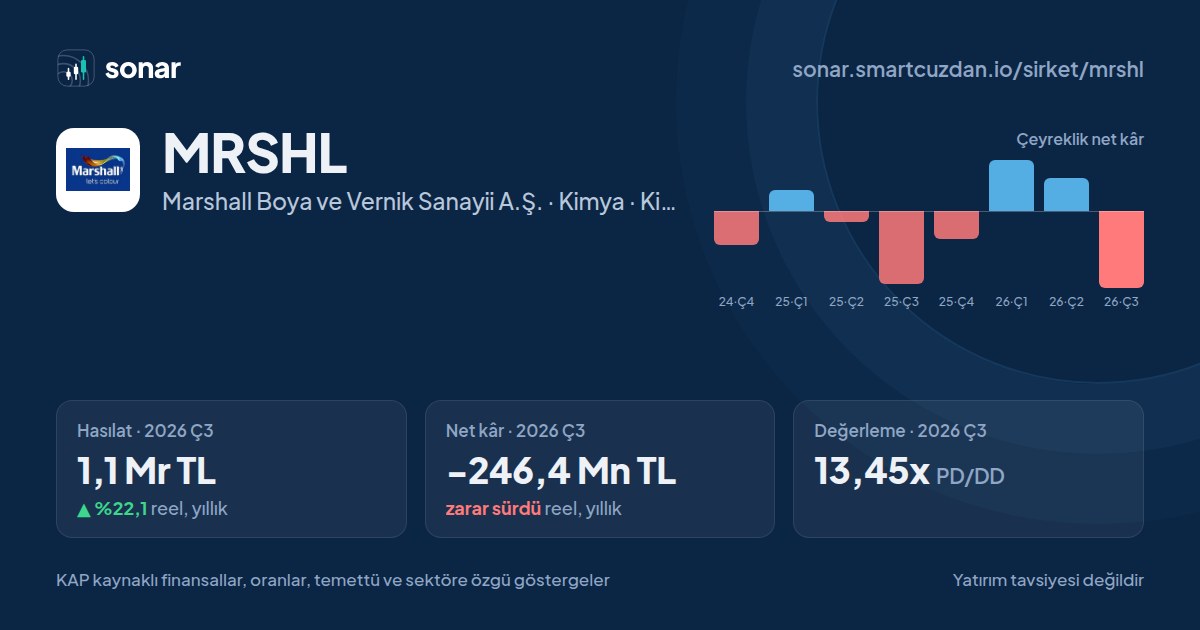 sonar
sonar.smartcuzdan.io/sirket/mrshl
Marshall
let's colour
MRSHL
Marshall Boya ve Vernik Sanayii A.Ş. · Kimya · Ki...
Çeyreklik net kâr
24·Ç4 25·Ç1 25·Ç2 25·Ç3 25·Ç4 26·Ç1 26·Ç2 26·Ç3
Hasılat · 2026 Ç3
1,1 Mr TL
▲ %22,1 reel, yıllık
Net kâr · 2026 Ç3
−246,4 Mn TL
zarar sürdü reel, yıllık
Değerleme · 2026 Ç3
13,45x PD/DD
KAP kaynaklı finansallar, oranlar, temettü ve sektöre özgü göstergeler
Yatırım tavsiyesi değildir